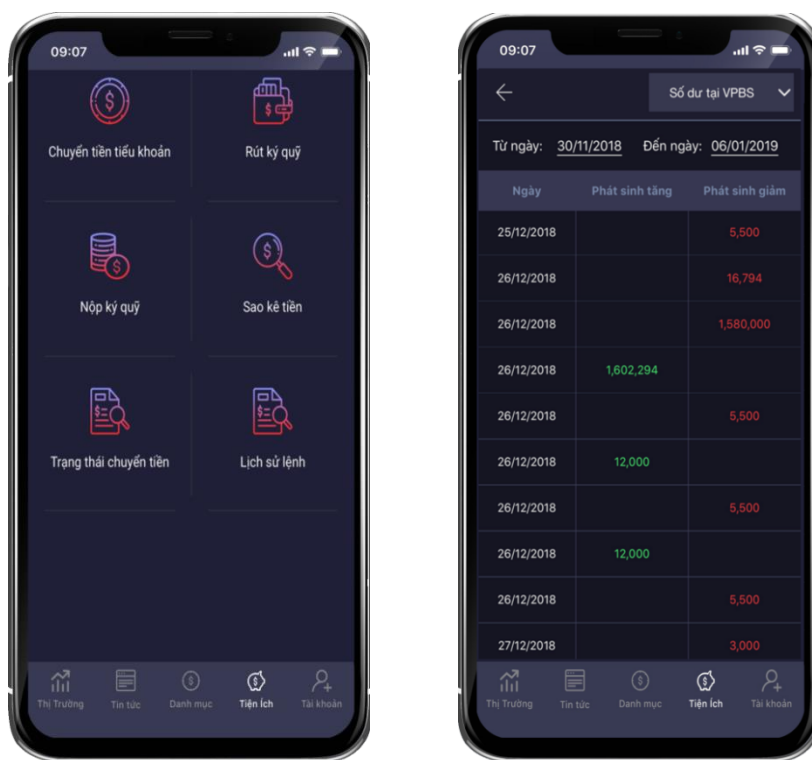 09:07
Chuyển tiền tiểu khoản
Rút ký quỹ
Nộp ký quỹ
Sao kê tiền
Trạng thái chuyển tiền
Lịch sử lệnh
Thị Trường
Tin tức
Danh mục
Tiện Ích
Tài khoản
09:07
Số dư tại VPBS
Từ ngày: 30/11/2018 Đến ngày: 06/01/2019
Ngày Phát sinh tăng Phát sinh giảm
25/12/2018 5,500
26/12/2018 16,794
26/12/2018 1,580,000
26/12/2018 1,602,294
26/12/2018 5,500
26/12/2018 12,000
26/12/2018 5,500
26/12/2018 12,000
26/12/2018 5,500
27/12/2018 3,000
Thị Trường
Tin tức
Danh mục
Tiện Ích
Tài khoản